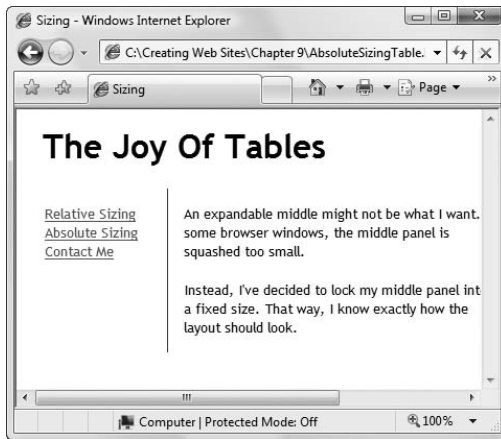 Sizing - Windows Internet Explorer
C:\Creating Web Sites\Chapter 9\AbsoluteSizingTable.
Sizing
Page
»
The Joy Of Tables
Relative Sizing
Absolute Sizing
Contact Me
An expandable middle might not be what I want.
some browser windows, the middle panel is
squashed too small.
Instead, I've decided to lock my middle panel int
a fixed size. That way, I know exactly how the
layout should look.
Computer | Protected Mode: Off
100%